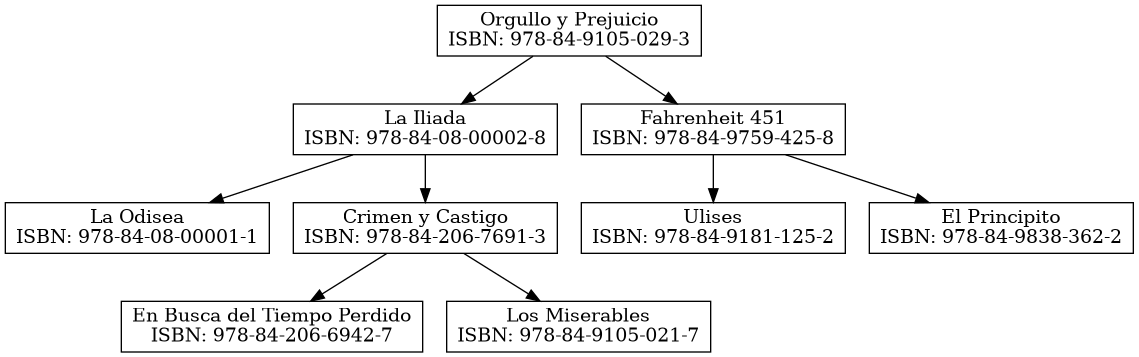 Orgullo y Prejuicio
ISBN: 978-84-9105-029-3
La Iliada
ISBN: 978-84-08-00002-8
Fahrenheit 451
ISBN: 978-84-9759-425-8
La Odisea
ISBN: 978-84-08-00001-1
Crimen y Castigo
ISBN: 978-84-206-7691-3
Ulises
ISBN: 978-84-9181-125-2
El Principito
ISBN: 978-84-9838-362-2
En Busca del Tiempo Perdido
ISBN: 978-84-206-6942-7
Los Miserables
ISBN: 978-84-9105-021-7